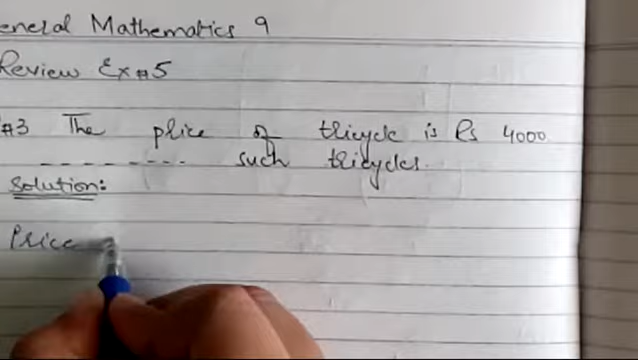 eneral Mathematics 9
Review Ex#5
#3 The price of tricycle is Rs 4000
--------- such tricycles.
Solution:
Price